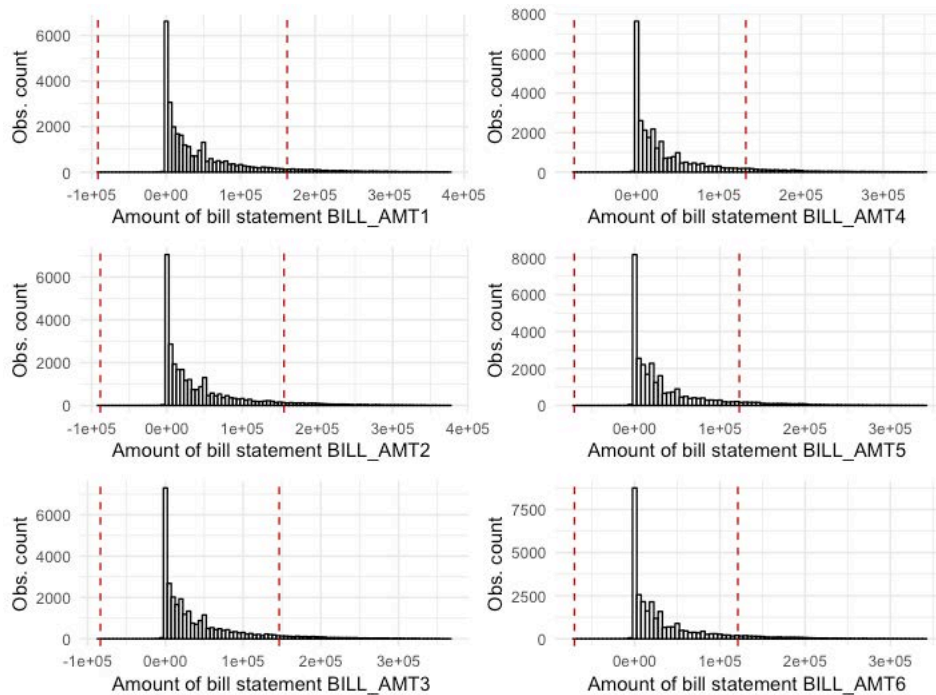 Obs. count
6000
4000
2000
0
-1e+05 0e+00 1e+05 2e+05 3e+05 4e+05
Amount of bill statement BILL_AMT1
Obs. count
8000
6000
4000
2000
0
0e+00 1e+05 2e+05 3e+05
Amount of bill statement BILL_AMT4
Obs. count
6000
4000
2000
0
-1e+05 0e+00 1e+05 2e+05 3e+05 4e+05
Amount of bill statement BILL_AMT2
Obs. count
8000
6000
4000
2000
0
0e+00 1e+05 2e+05 3e+05
Amount of bill statement BILL_AMT5
Obs. count
6000
4000
2000
0
-1e+05 0e+00 1e+05 2e+05 3e+05
Amount of bill statement BILL_AMT3
Obs. count
7500
5000
2500
0
0e+00 1e+05 2e+05 3e+05
Amount of bill statement BILL_AMT6